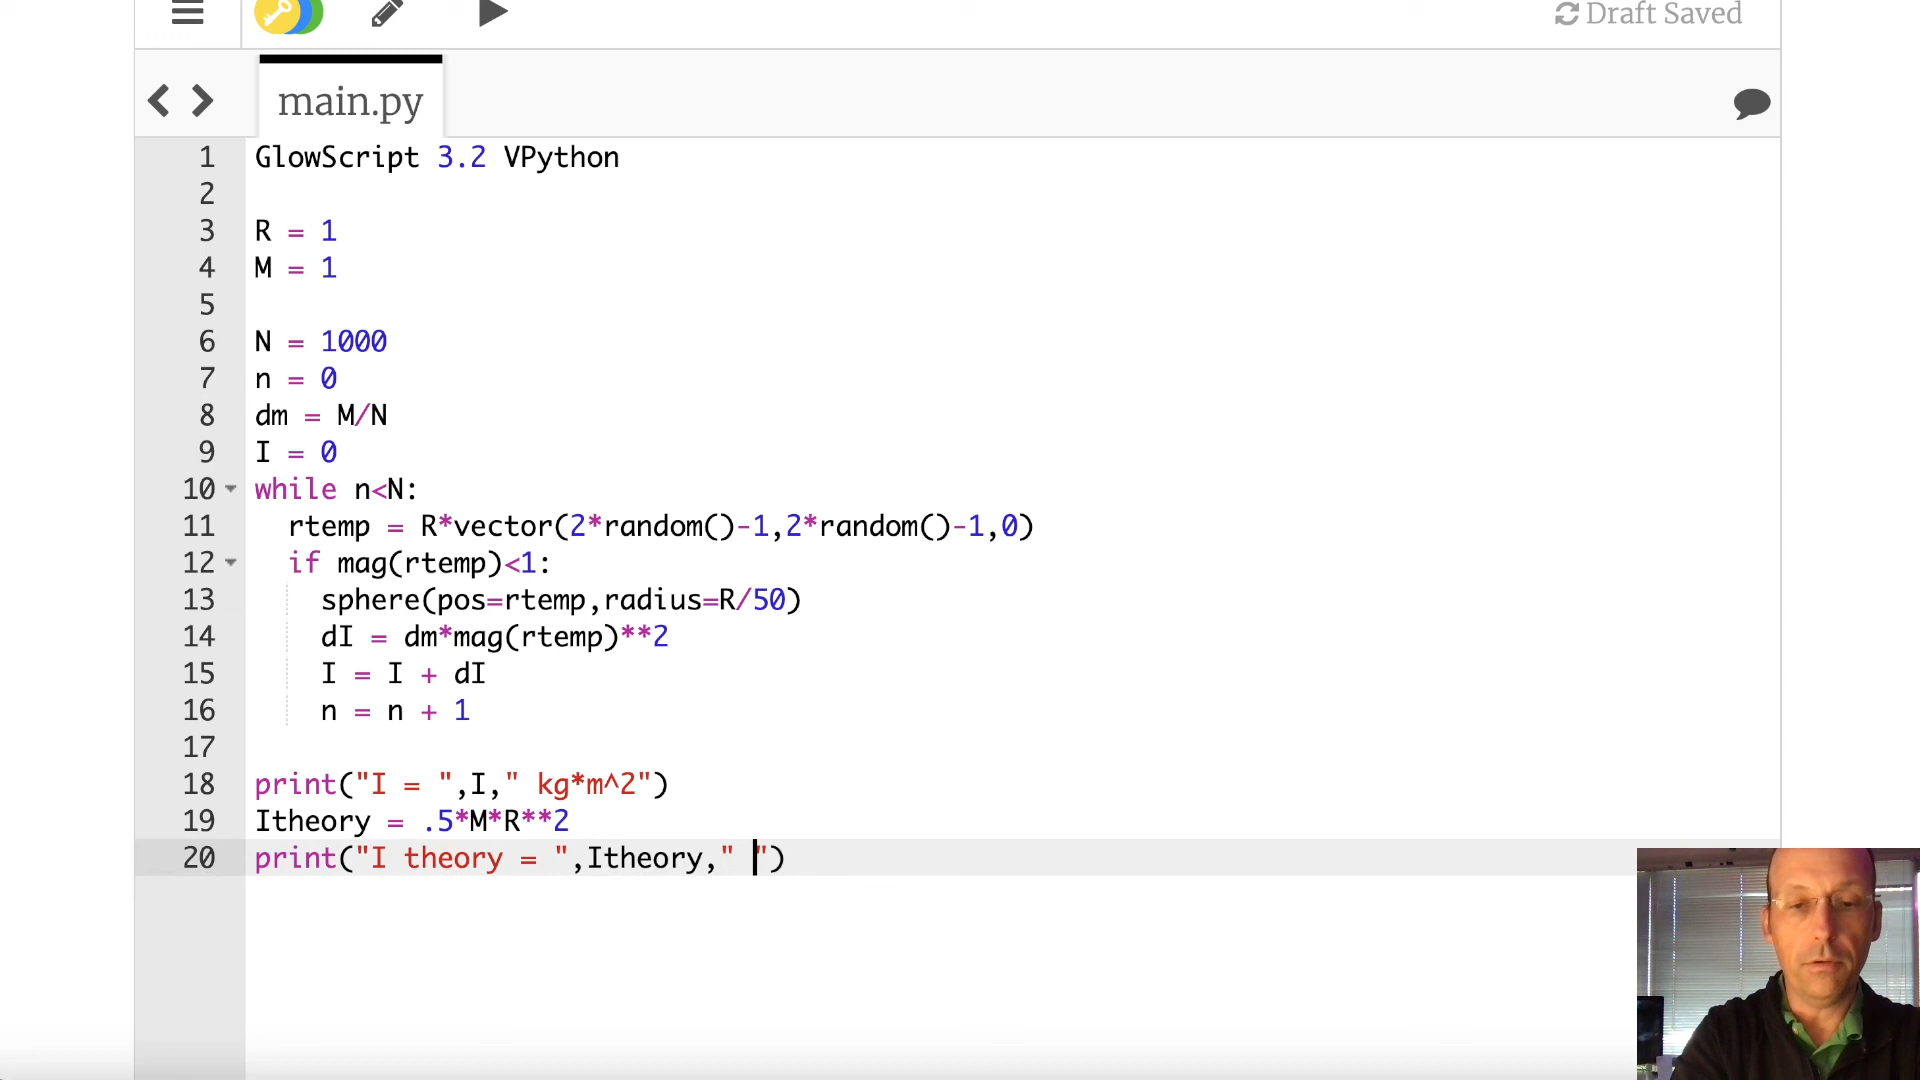 Draft Saved
main.py
1 GlowScript 3.2 VPython
2
3 R = 1
4 M = 1
5
6 N = 1000
7 n = 0
8 dm = M/N
9 I = 0
10 while n<N:
11 rtemp = R*vector(2*random()-1,2*random()-1,0)
12 if mag(rtemp)<1:
13 sphere(pos=rtemp,radius=R/50)
14 dI = dm*mag(rtemp)**2
15 I = I + dI
16 n = n + 1
17
18 print("I = ",I," kg*m^2")
19 Itheory = .5*M*R**2
20 print("I theory = ",Itheory," ")